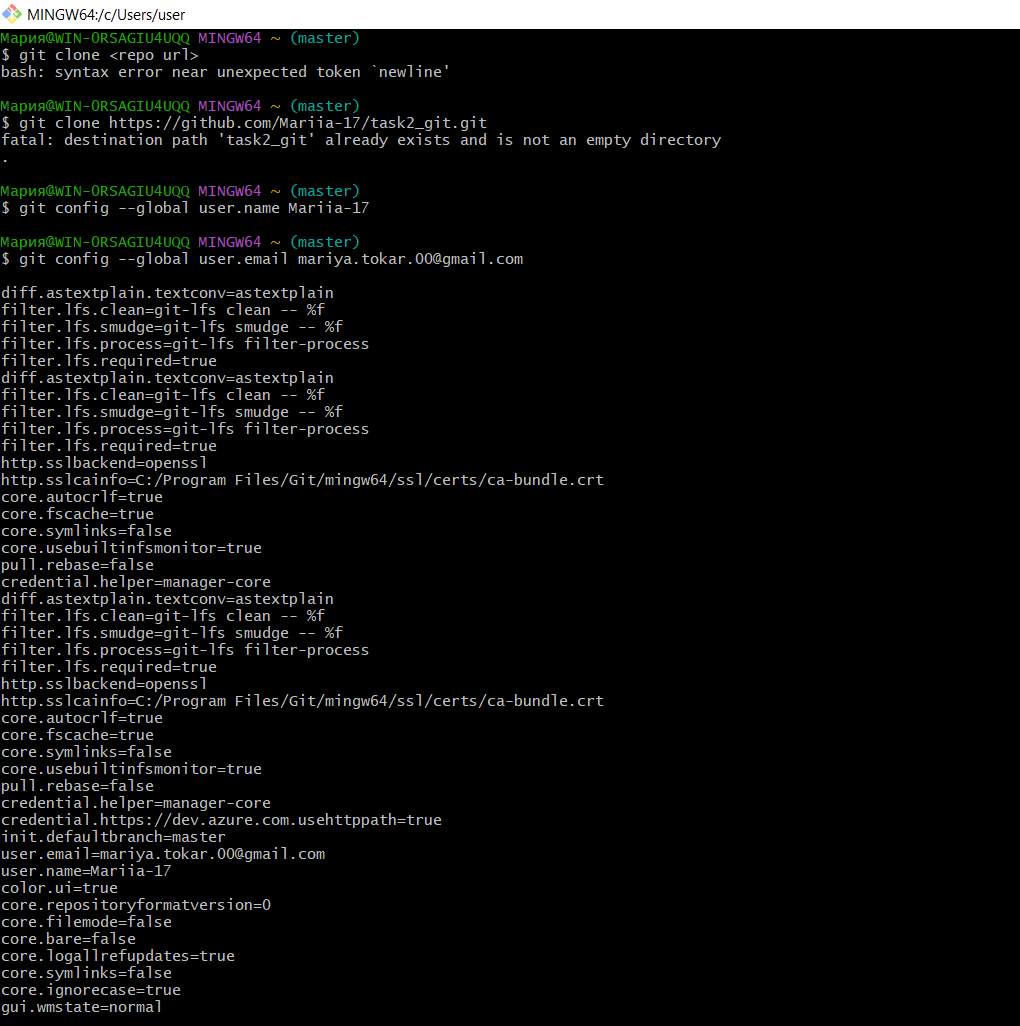 MINGW64:/c/Users/user
Мария@WIN-0RSAGIU4UQQ MINGW64 ~ (master)
$ git clone <repo url>
bash: syntax error near unexpected token `newline'
Мария@WIN-0RSAGIU4UQQ MINGW64 ~ (master)
$ git clone https://github.com/Mariia-17/task2_git.git
fatal: destination path 'task2_git' already exists and is not an empty directory
.
Мария@WIN-0RSAGIU4UQQ MINGW64 ~ (master)
$ git config --global user.name Mariia-17
Мария@WIN-0RSAGIU4UQQ MINGW64 ~ (master)
$ git config --global user.email mariya.tokar.00@gmail.com
diff.astextplain.textconv=astextplain
filter.lfs.clean=git-lfs clean -- %f
filter.lfs.smudge=git-lfs smudge -- %f
filter.lfs.process=git-lfs filter-process
filter.lfs.required=true
diff.astextplain.textconv=astextplain
filter.lfs.clean=git-lfs clean -- %f
filter.lfs.smudge=git-lfs smudge -- %f
filter.lfs.process=git-lfs filter-process
filter.lfs.required=true
http.sslbackend=openssl
http.sslcainfo=C:/Program Files/Git/mingw64/ssl/certs/ca-bundle.crt
core.autocrlf=true
core.fscache=true
core.symlinks=false
core.usebuiltinfsmonitor=true
pull.rebase=false
credential.helper=manager-core
diff.astextplain.textconv=astextplain
filter.lfs.clean=git-lfs clean -- %f
filter.lfs.smudge=git-lfs smudge -- %f
filter.lfs.process=git-lfs filter-process
filter.lfs.required=true
http.sslbackend=openssl
http.sslcainfo=C:/Program Files/Git/mingw64/ssl/certs/ca-bundle.crt
core.autocrlf=true
core.fscache=true
core.symlinks=false
core.usebuiltinfsmonitor=true
pull.rebase=false
credential.helper=manager-core
credential.https://dev.azure.com.usehttppath=true
init.defaultbranch=master
user.email=mariya.tokar.00@gmail.com
user.name=Mariia-17
color.ui=true
core.repositoryformatversion=0
core.filemode=false
core.bare=false
core.logallrefupdates=true
core.symlinks=false
core.ignorecase=true
gui.wmstate=normal